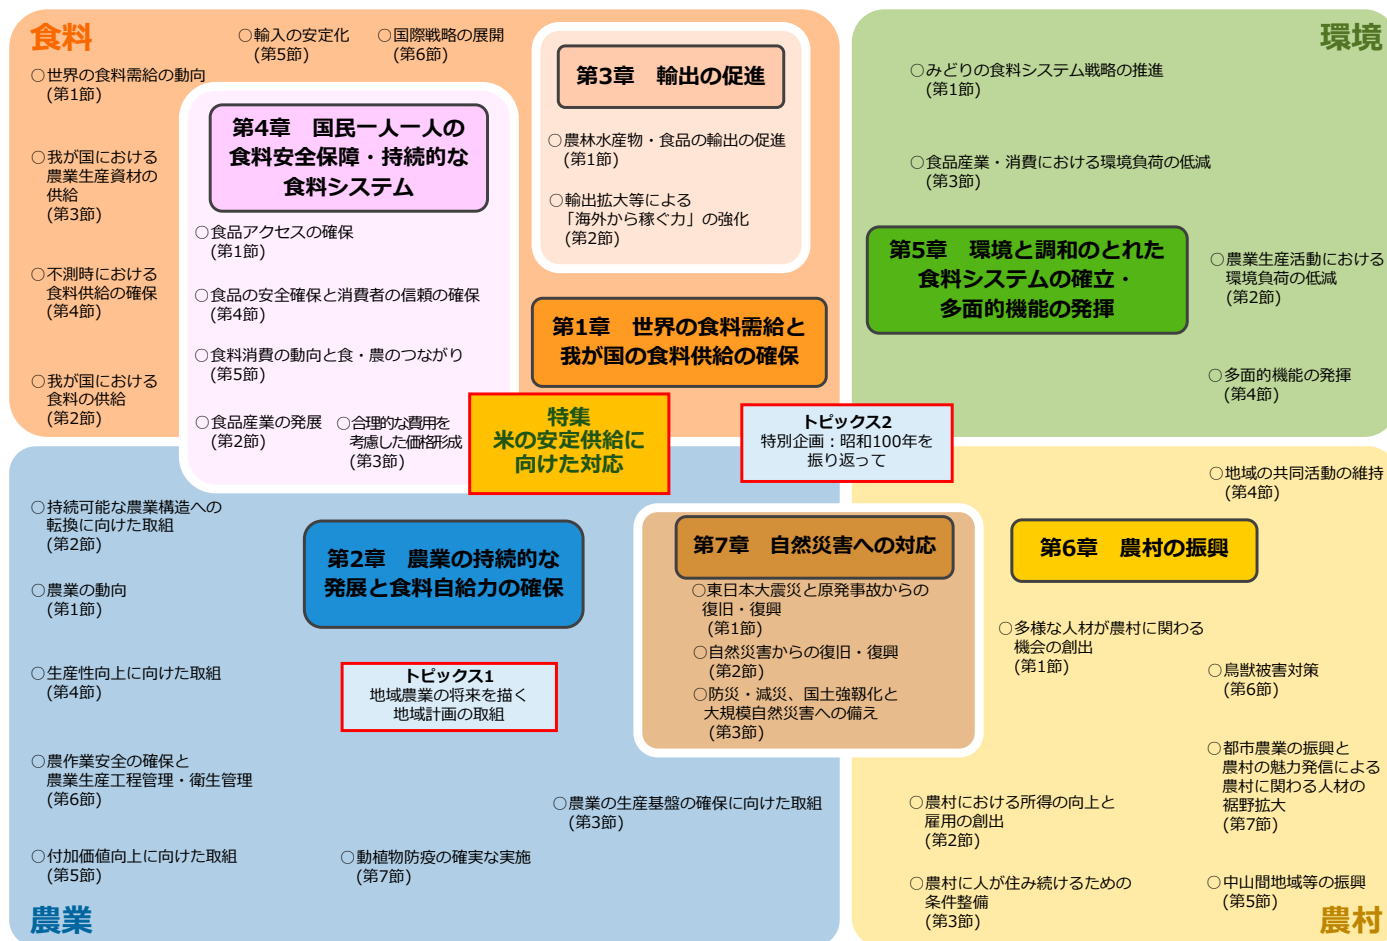 食料
○輸入の安定化
(第5節)
○国際戦略の展開
(第6節)
○世界の食料需給の動向
(第1節)
○我が国における
農業生産資材の
供給
(第3節)
○不測時における
食料供給の確保
(第4節)
○我が国における
食料の供給
(第2節)
第4章　国民一人一人の
食料安全保障・持続的な
食料システム
○食品アクセスの確保
(第1節)
○食品の安全確保と消費者の信頼の確保
(第4節)
○食料消費の動向と食・農のつながり
(第5節)
○食品産業の発展
(第2節)
○合理的な費用を
考慮した価格形成
(第3節)
第3章　輸出の促進
○農林水産物・食品の輸出の促進
(第1節)
○輸出拡大等による
「海外から稼ぐ力」の強化
(第2節)
第1章　世界の食料需給と
我が国の食料供給の確保
特集
米の安定供給に
向けた対応
環境
○みどりの食料システム戦略の推進
(第1節)
○食品産業・消費における環境負荷の低減
(第3節)
第5章　環境と調和のとれた
食料システムの確立・
多面的機能の発揮
○農業生産活動における
環境負荷の低減
(第2節)
○多面的機能の発揮
(第4節)
トピックス2
特別企画：昭和100年を
振り返って
○持続可能な農業構造への
転換に向けた取組
(第2節)
○農業の動向
(第1節)
○生産性向上に向けた取組
(第4節)
○農作業安全の確保と
農業生産工程管理・衛生管理
(第6節)
○付加価値向上に向けた取組
(第5節)
農業
第2章　農業の持続的な
発展と食料自給力の確保
トピックス1
地域農業の将来を描く
地域計画の取組
○動植物防疫の確実な実施
(第7節)
○農業の生産基盤の確保に向けた取組
(第3節)
第7章　自然災害への対応
○東日本大震災と原発事故からの
復旧・復興
(第1節)
○自然災害からの復旧・復興
(第2節)
○防災・減災、国土強靱化と
大規模自然災害への備え
(第3節)
○地域の共同活動の維持
(第4節)
第6章　農村の振興
○多様な人材が農村に関わる
機会の創出
(第1節)
○鳥獣被害対策
(第6節)
○都市農業の振興と
農村の魅力発信による
農村に関わる人材の
裾野拡大
(第7節)
○農村における所得の向上と
雇用の創出
(第2節)
○農村に人が住み続けるための
条件整備
(第3節)
○中山間地域等の振興
(第5節)
農村